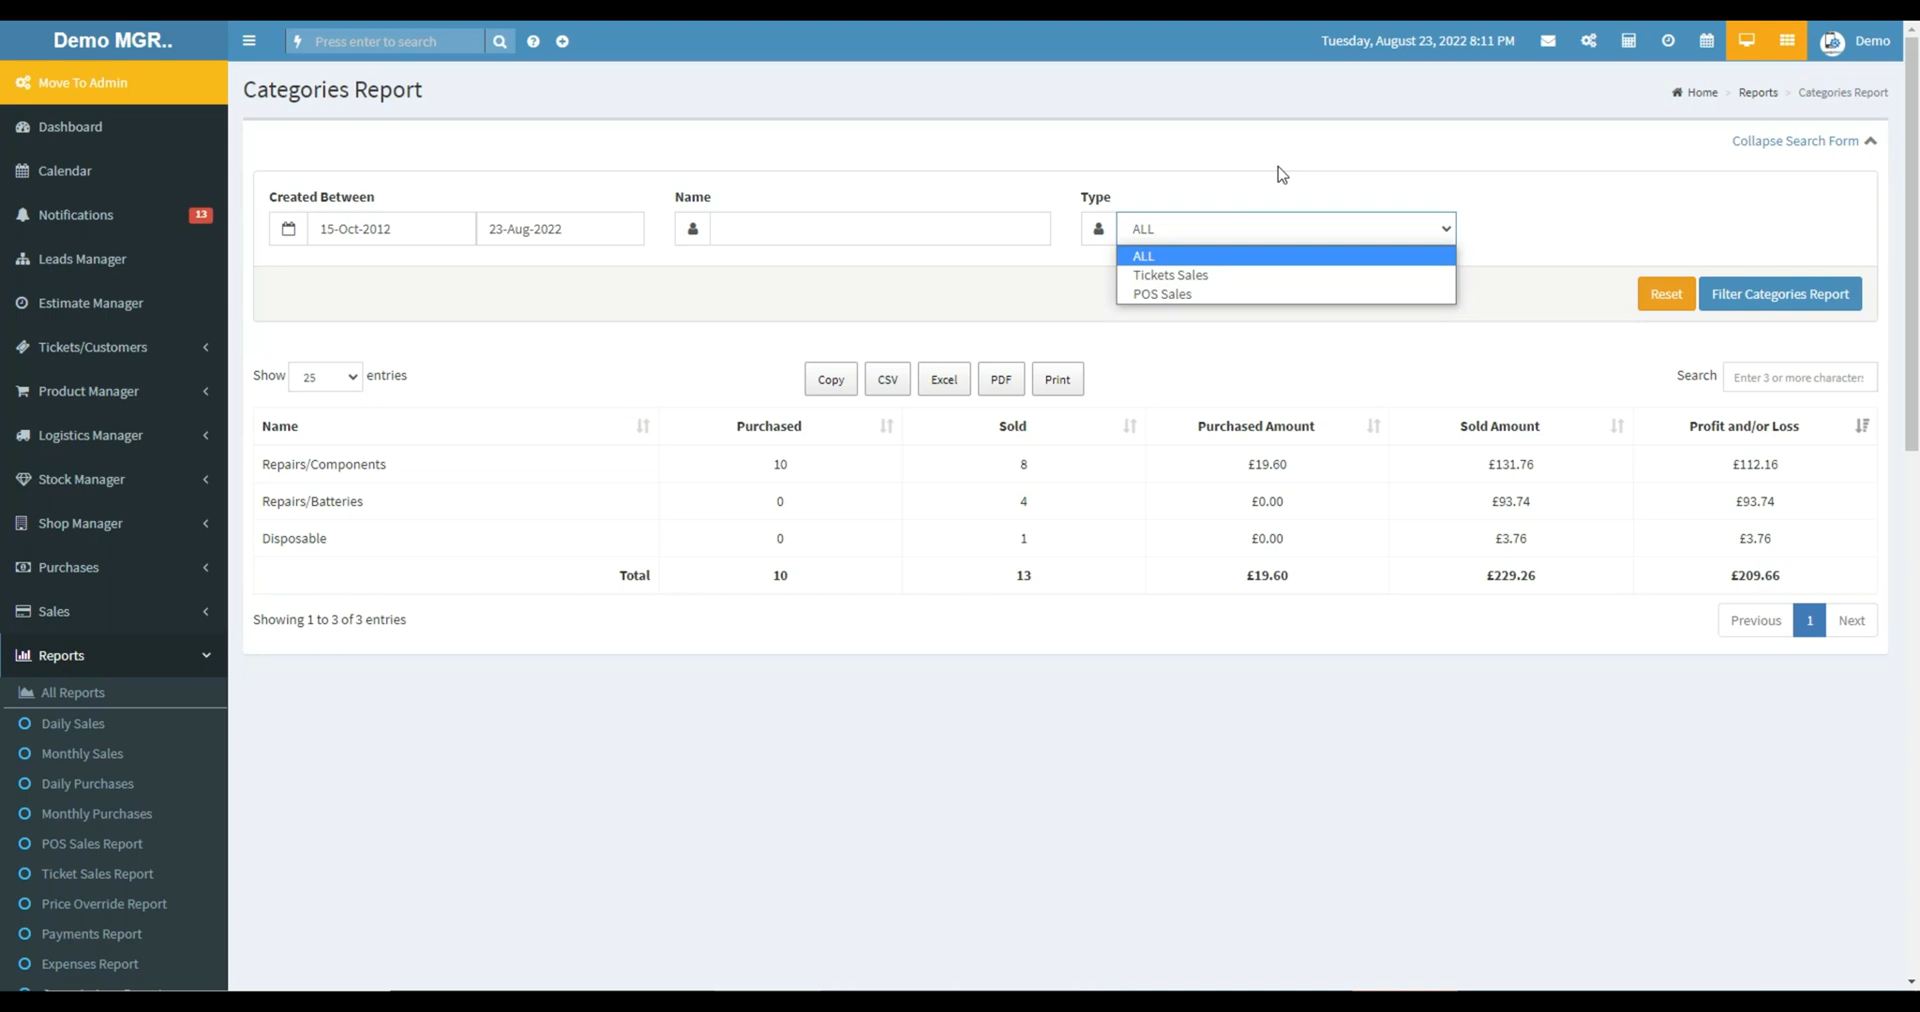 Demo MGR..
Press enter to search
Tuesday, August 23, 2022 8:11 PM
Demo
Move To Admin
Dashboard
Calendar
Notifications 13
Leads Manager
Estimate Manager
Tickets/Customers
Product Manager
Logistics Manager
Stock Manager
Shop Manager
Purchases
Sales
Reports
All Reports
Daily Sales
Monthly Sales
Daily Purchases
Monthly Purchases
POS Sales Report
Ticket Sales Report
Price Override Report
Payments Report
Expenses Report
Categories Report
Home > Reports > Categories Report
Collapse Search Form
Created Between
15-Oct-2012 23-Aug-2022
Name
Type
ALL
ALL
Tickets Sales
POS Sales
Reset Filter Categories Report
Show 25 entries
Copy CSV Excel PDF Print
Search Enter 3 or more characters
Name Purchased Sold Purchased Amount Sold Amount Profit and/or Loss
Repairs/Components 10 8 £19.60 £131.76 £112.16
Repairs/Batteries 0 4 £0.00 £93.74 £93.74
Disposable 0 1 £0.00 £3.76 £3.76
Total 10 13 £19.60 £229.26 £209.66
Showing 1 to 3 of 3 entries
Previous 1 Next